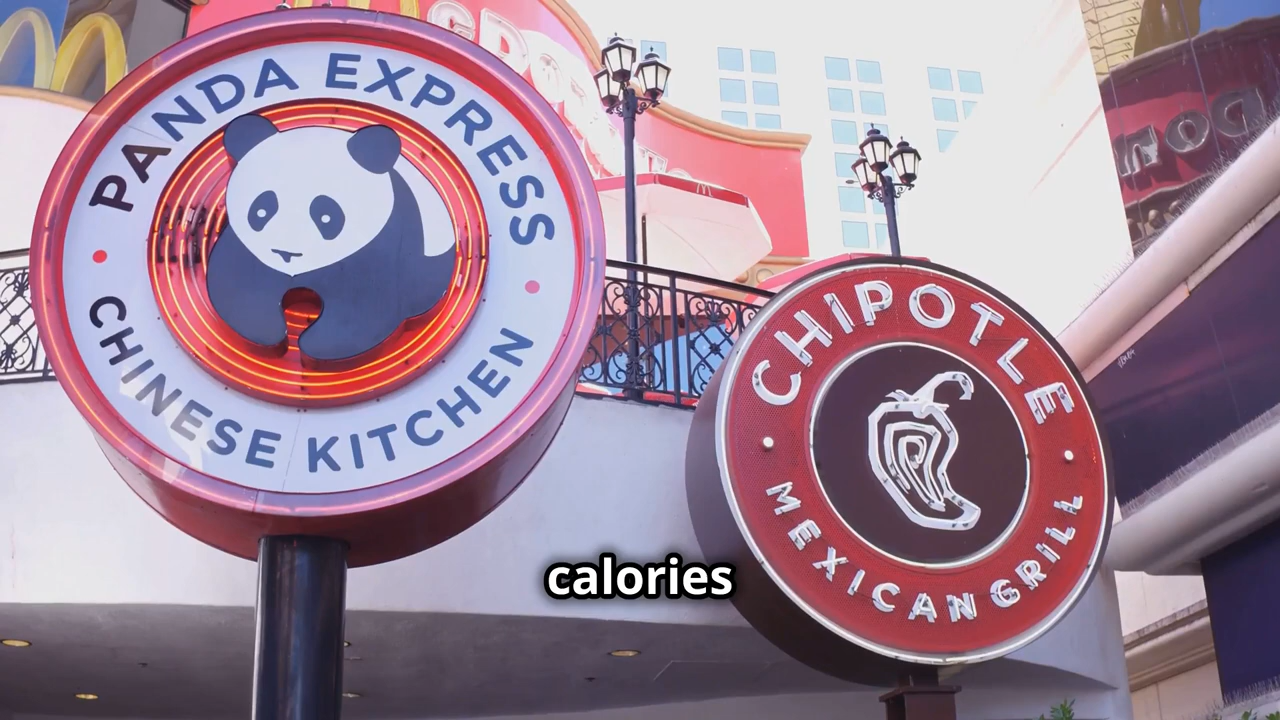 PANDA EXPRESS
CHINESE KITCHEN
CHIPOTLE
MEXICAN GRILL
calories